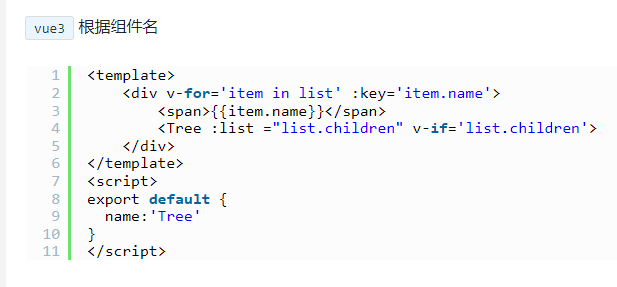 vue3 根据组件名
1 <template>
2     <div v-for='item in list' :key='item.name'>
3         <span>{{item.name}}</span>
4         <Tree :list ="list.children" v-if='list.children'>
5     </div>
6 </template>
7 <script>
8 export default {
9   name:'Tree'
10 }
11 </script>